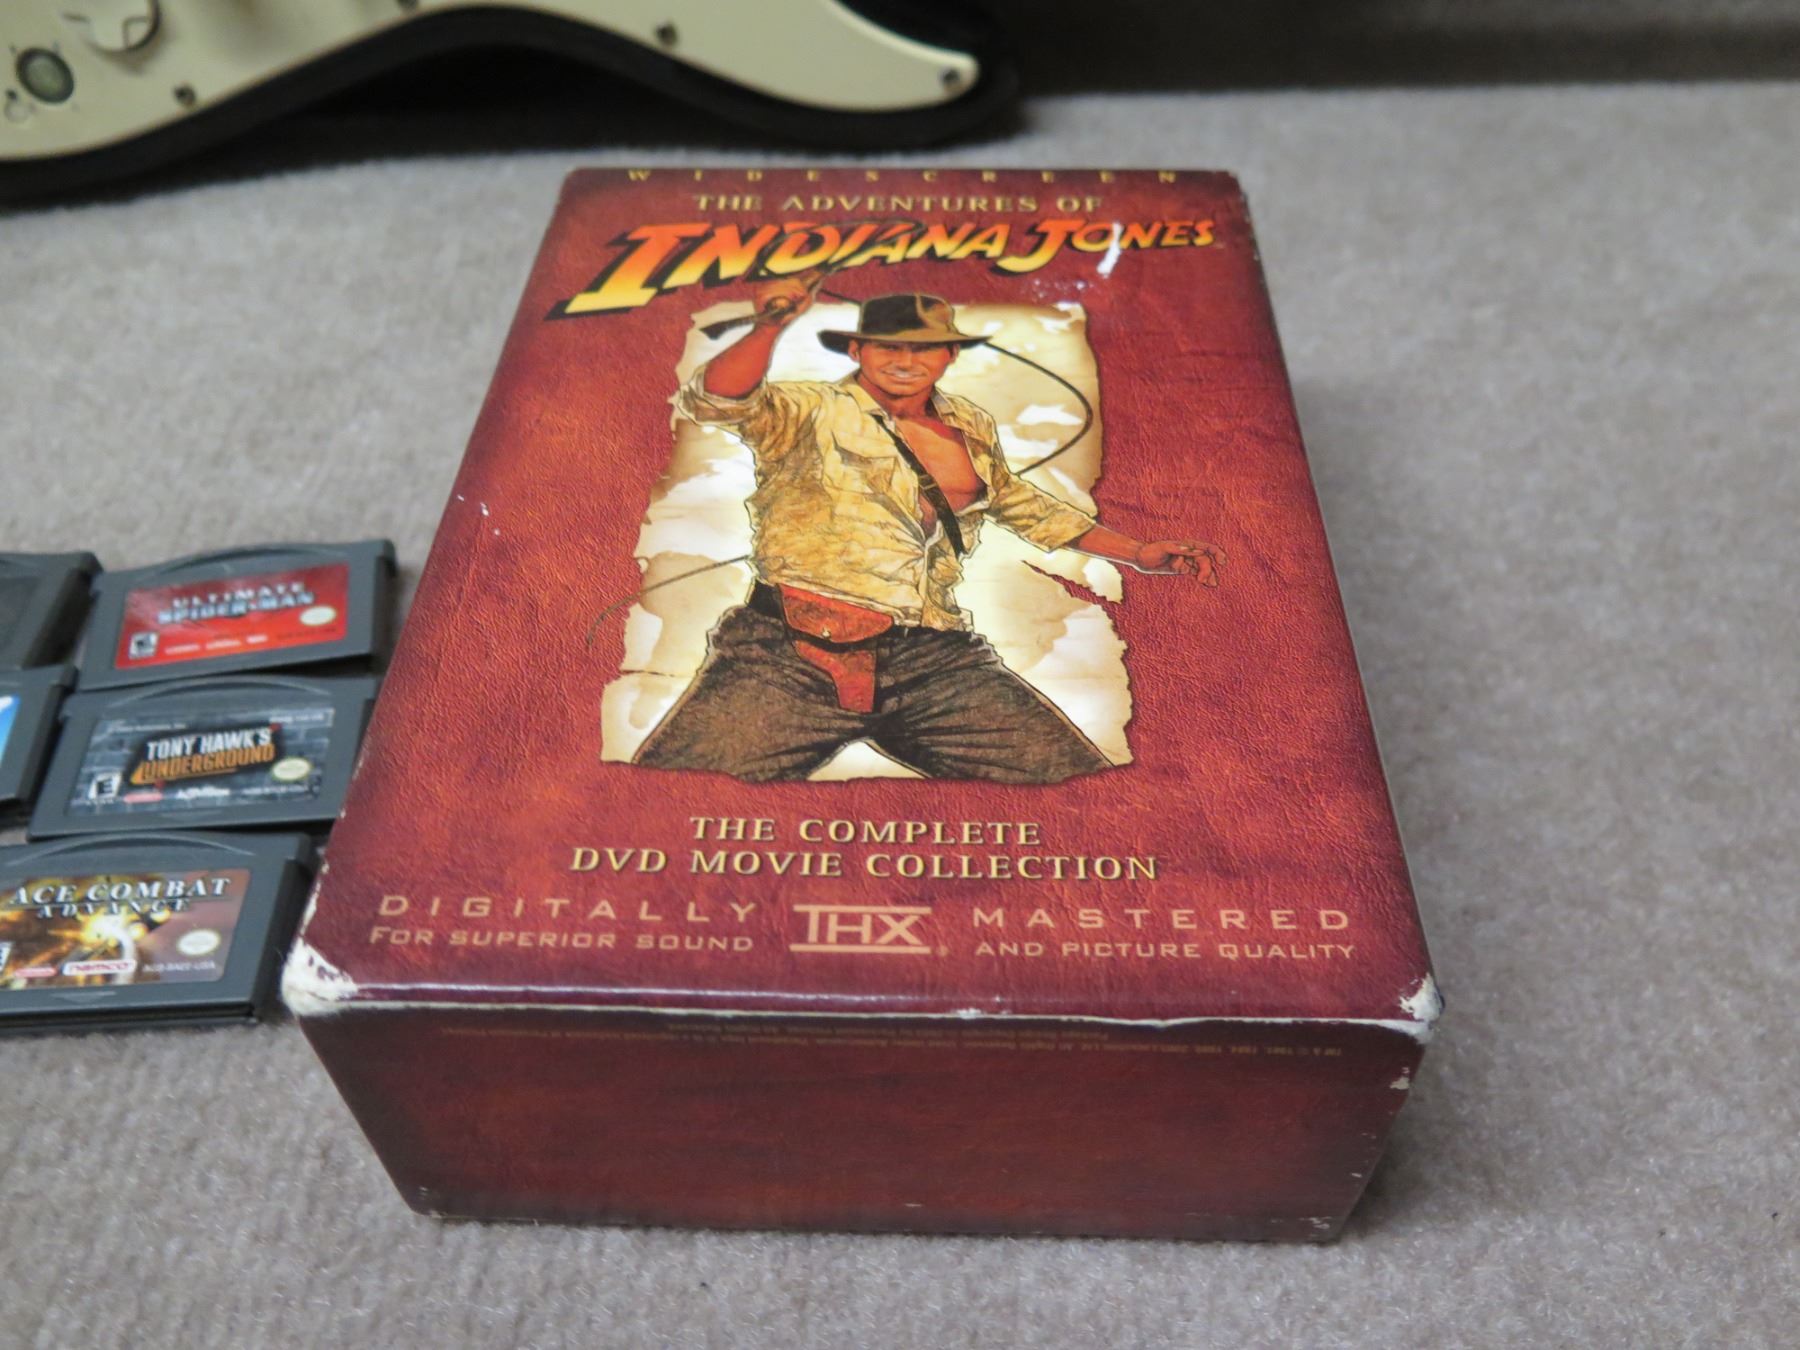 WIDESCREEN
THE ADVENTURES OF
INDIANA JONES
THE COMPLETE
DVD MOVIE COLLECTION
DIGITALLY THX MASTERED
FOR SUPERIOR SOUND AND PICTURE QUALITY
ULTIMATE
SPIDER-MAN
TONY HAWK'S
UNDERGROUND
E
ACE COMBAT
ADVANCE
namco